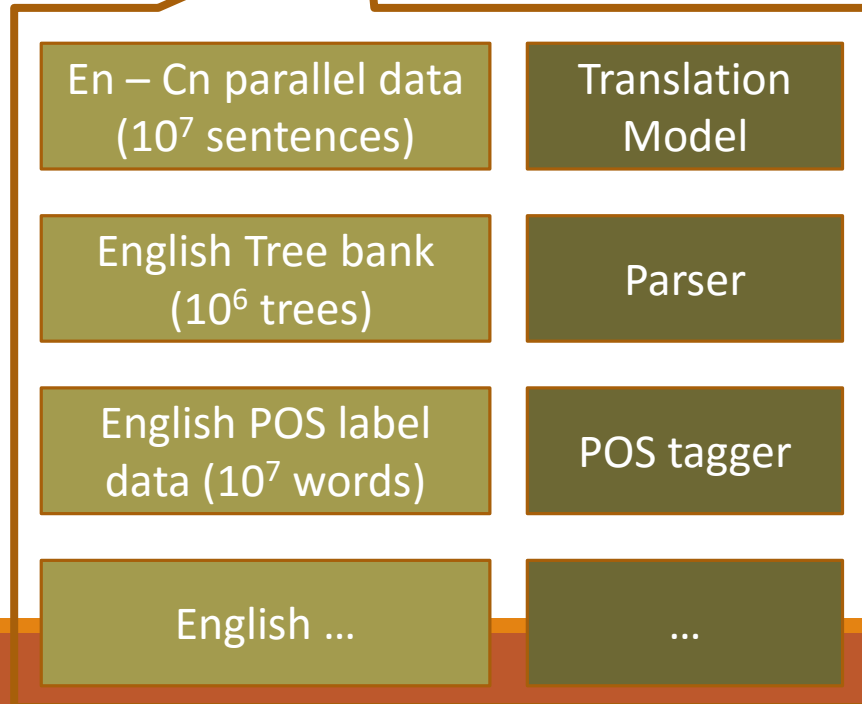 En – Cn parallel data
(10⁷ sentences)
Translation
Model
English Tree bank
(10⁶ trees)
Parser
English POS label
data (10⁷ words)
POS tagger
English ...
...